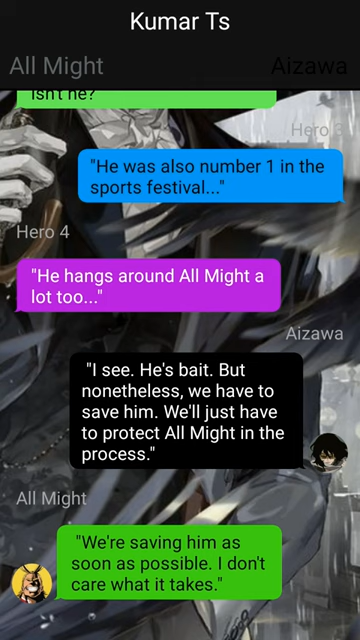 Kumar Ts
All Might
Aizawa
isn't he?
Hero 3
"He was also number 1 in the
sports festival..."
Hero 4
"He hangs around All Might a
lot too..."
Aizawa
"I see. He's bait. But
nonetheless, we have to
save him. We'll just have
to protect All Might in the
process."
All Might
"We're saving him as
soon as possible. I don't
care what it takes."